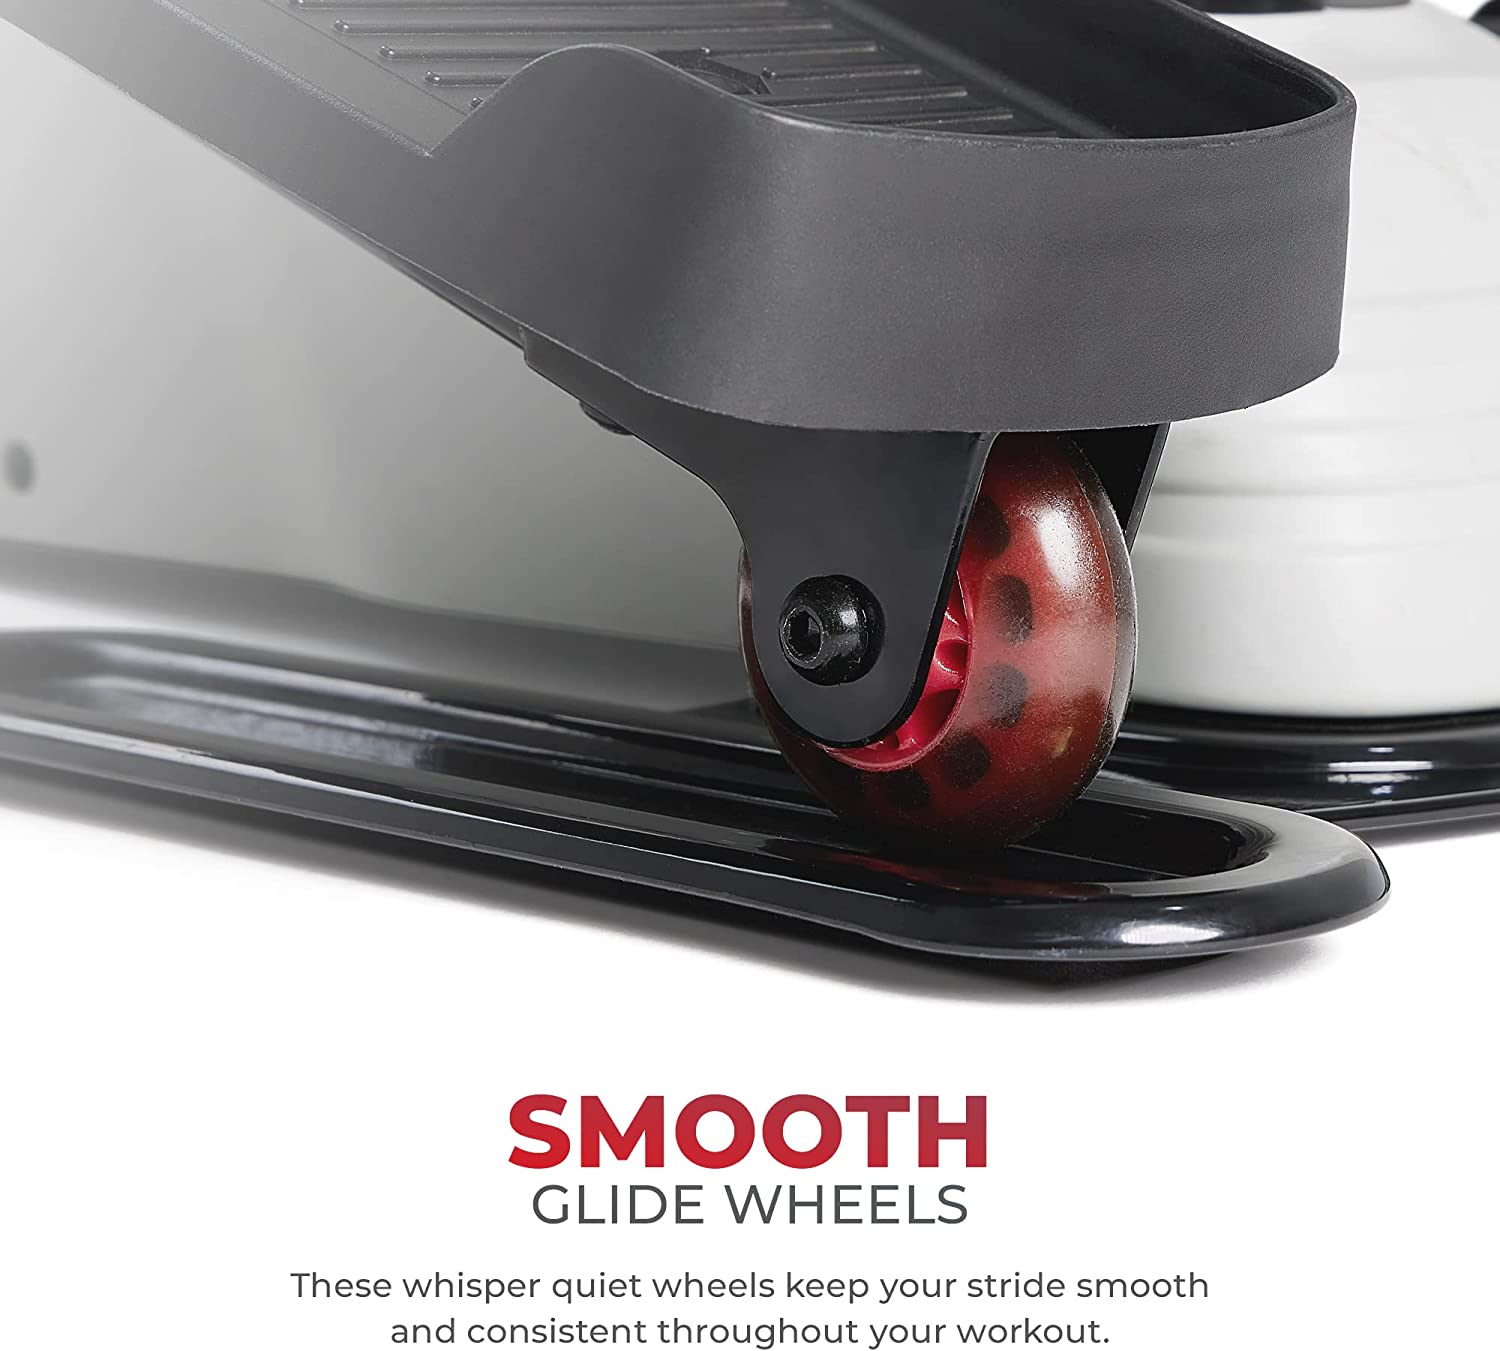 SMOOTH
GLIDE WHEELS
These whisper quiet wheels keep your stride smooth
and consistent throughout your workout.